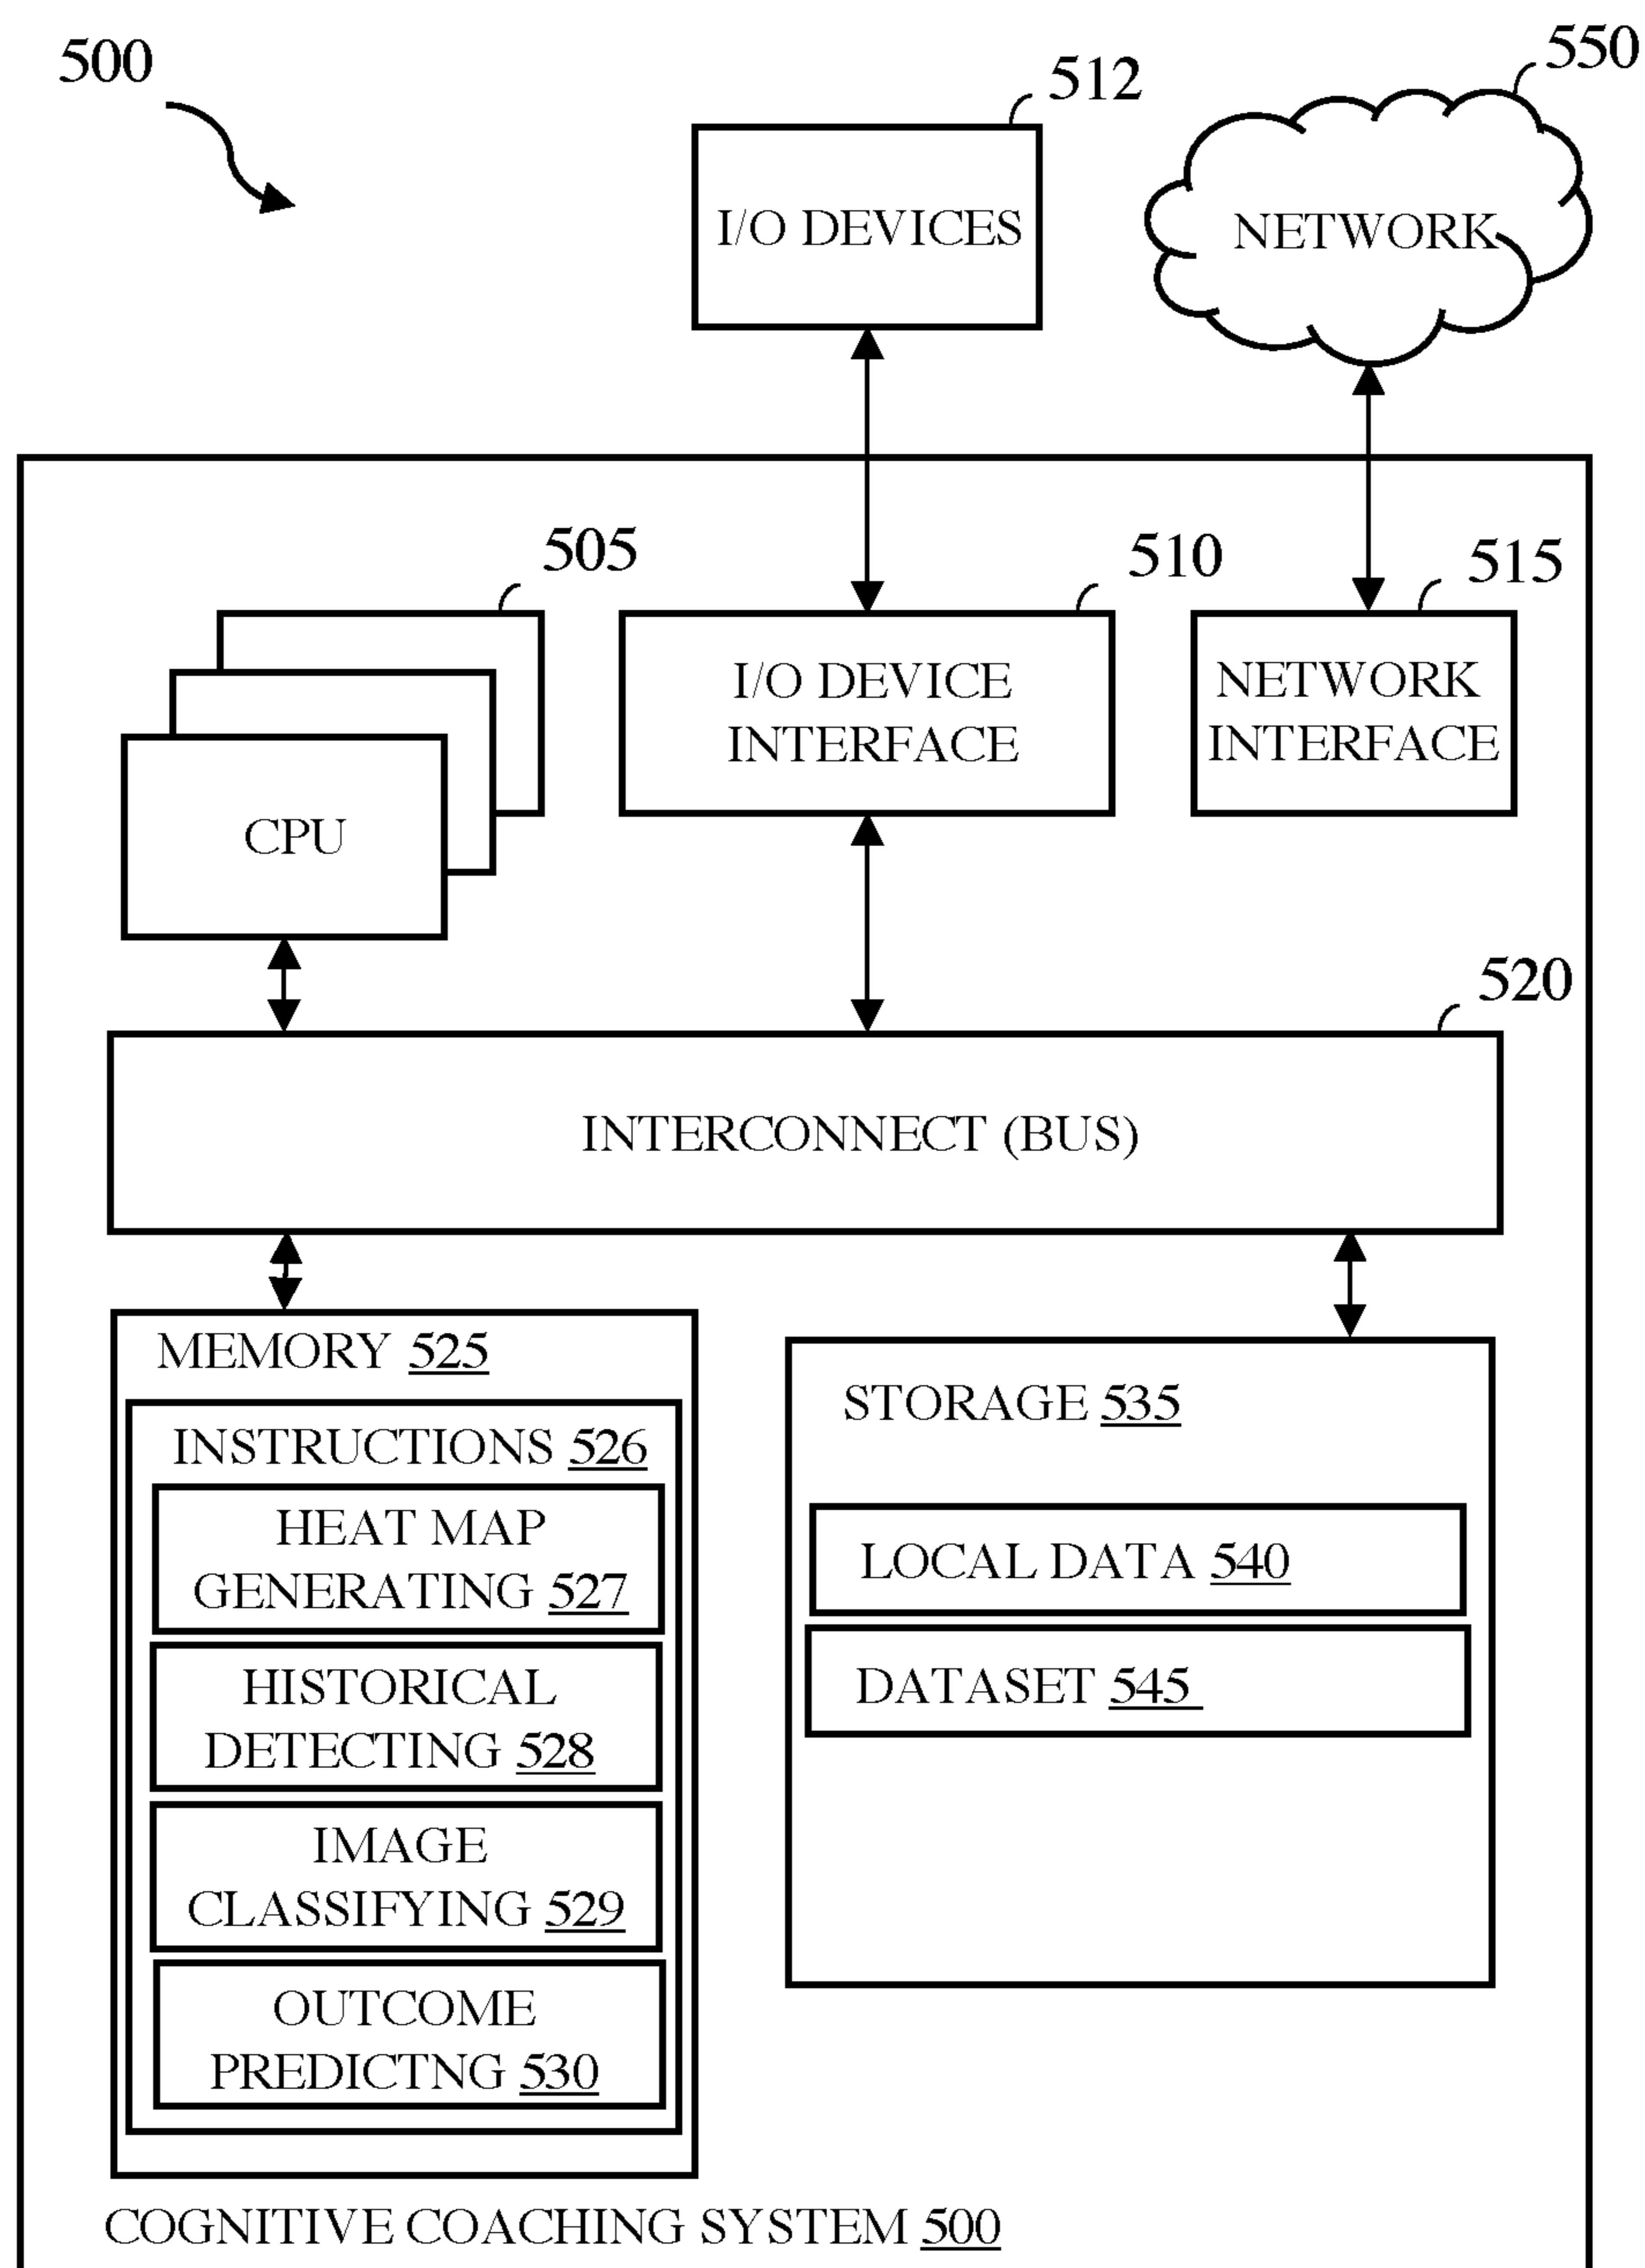 500
512
550
I/O DEVICES
NETWORK
505
510
515
I/O DEVICE
INTERFACE
NETWORK
INTERFACE
CPU
520
INTERCONNECT (BUS)
MEMORY 525
INSTRUCTIONS 526
HEAT MAP
GENERATING 527
HISTORICAL
DETECTING 528
IMAGE
CLASSIFYING 529
OUTCOME
PREDICTNG 530
STORAGE 535
LOCAL DATA 540
DATASET 545
COGNITIVE COACHING SYSTEM 500